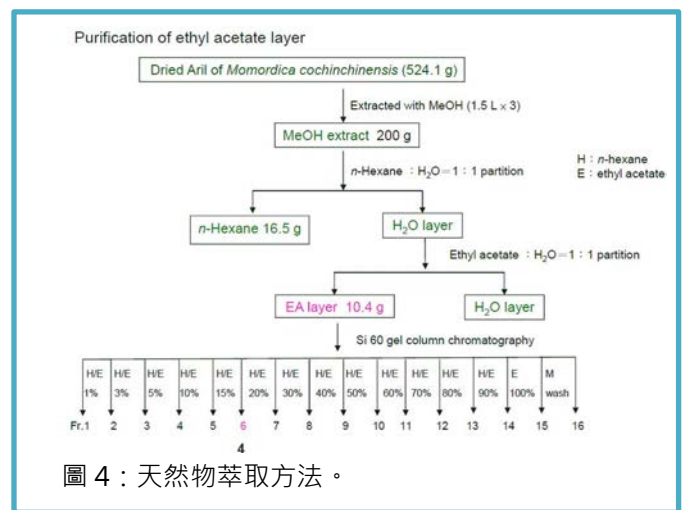 Purification of ethyl acetate layer
Dried Aril of Momordica cochinchinensis (524.1 g)
Extracted with MeOH (1.5 L x 3)
MeOH extract 200 g
n-Hexane：H₂O=1：1 partition
H：n-hexane
E：ethyl acetate
n-Hexane 16.5 g
H₂O layer
Ethyl acetate：H₂O=1：1 partition
EA layer 10.4 g
H₂O layer
Si 60 gel column chromatography
H/E H/E H/E H/E H/E H/E H/E H/E H/E H/E H/E H/E H/E E M
1% 3% 5% 10% 15% 20% 30% 40% 50% 60% 70% 80% 90% 100% wash
Fr.1 2 3 4 5 6 7 8 9 10 11 12 13 14 15 16
4
圖 4：天然物萃取方法。